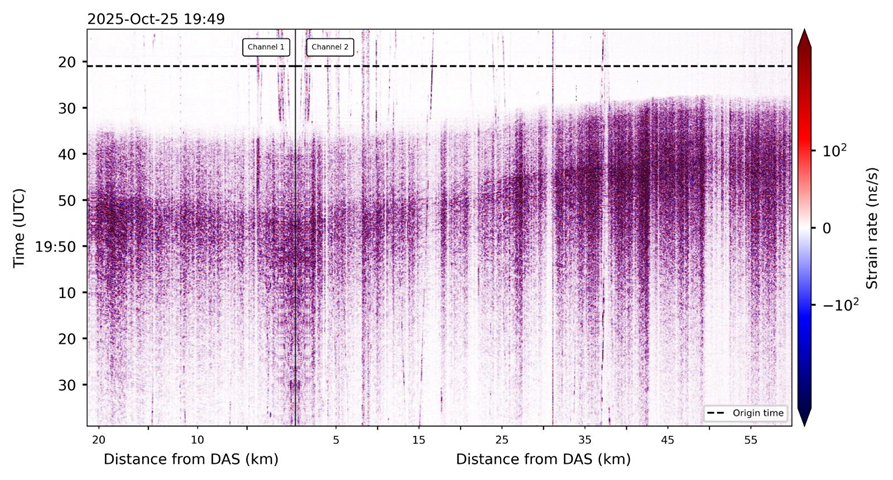 2025-Oct-25 19:49
Channel 1
Channel 2
20
30
40
50
19:50
10
20
30
Time (UTC)
Origin time
20
10
5
15
25
35
45
55
Distance from DAS (km)
Distance from DAS (km)
10²
0
−10²
Strain rate (nε/s)